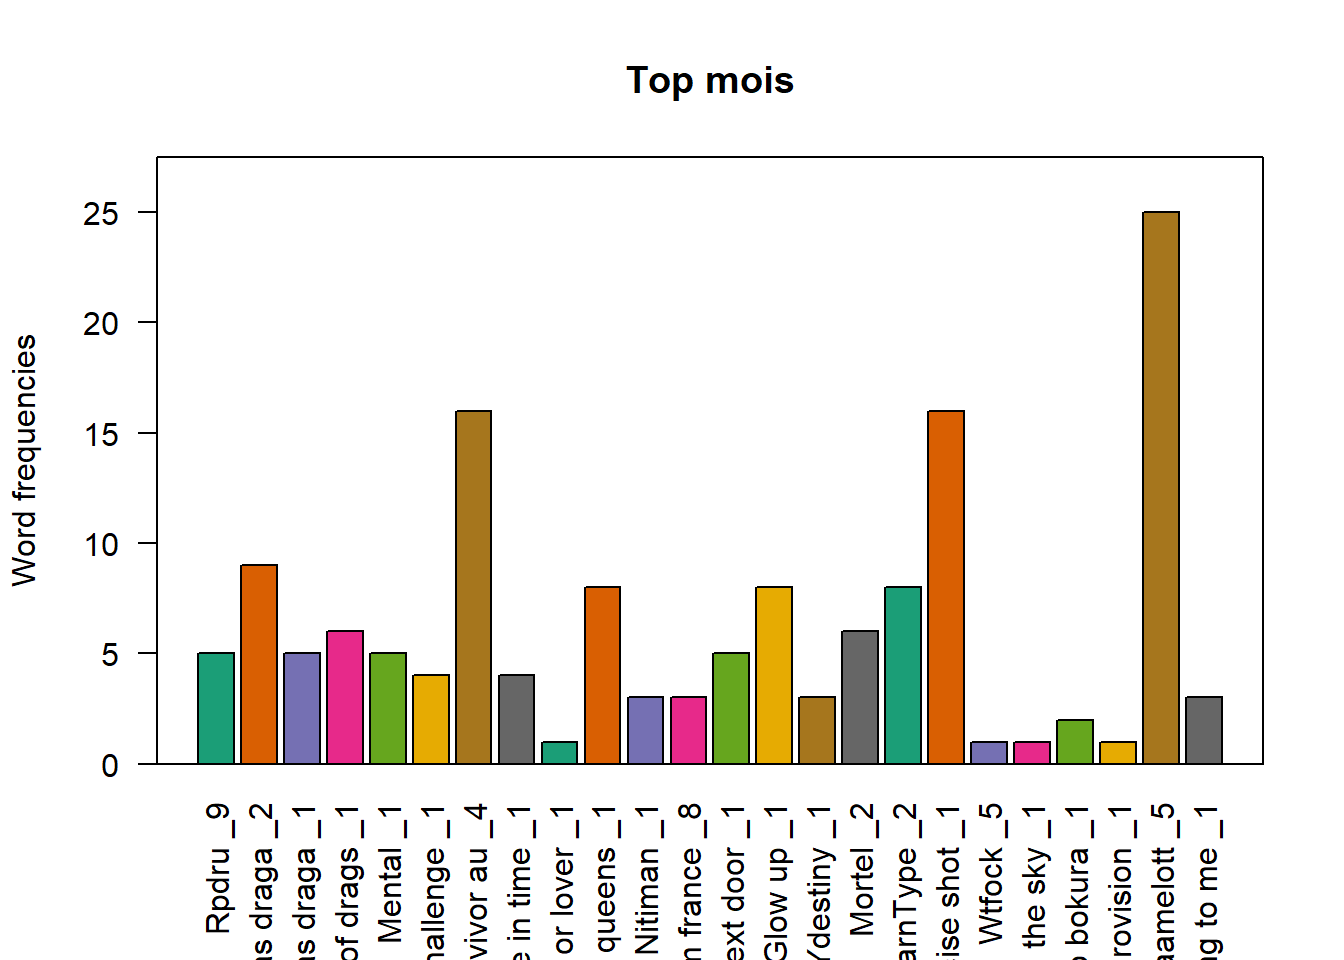 Top mois
Word frequencies
25
20
15
10
5
0
Rpdru _9
as draga _2
as draga _1
of drags _1
Mental _1
hallenge _1
vivor au _4
e in time _1
or lover _1
queens _1
Nitiman _1
m france _8
ext door _1
Glow up _1
Ydestiny _1
Mortel _2
arnType _2
ise shot _1
Wtfock _5
the sky _1
o bokura _1
rovision _1
aamelott _5
ng to me _1